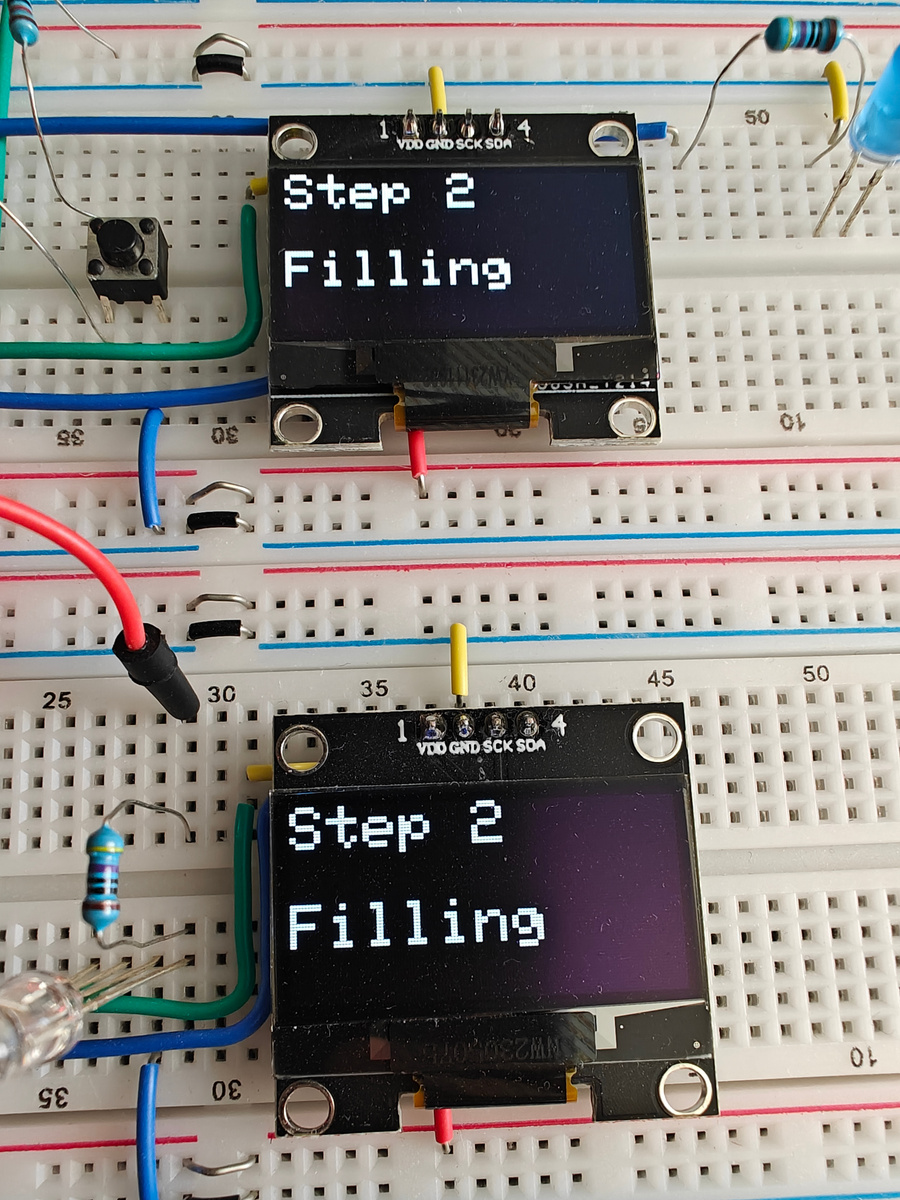 50
1 4
VDD GND SCK SDA
Step 2
Filling
35 30 10
25 30 35 40 45 50
1 4
VDD GND SCK SDA
Step 2
Filling
10
35 30